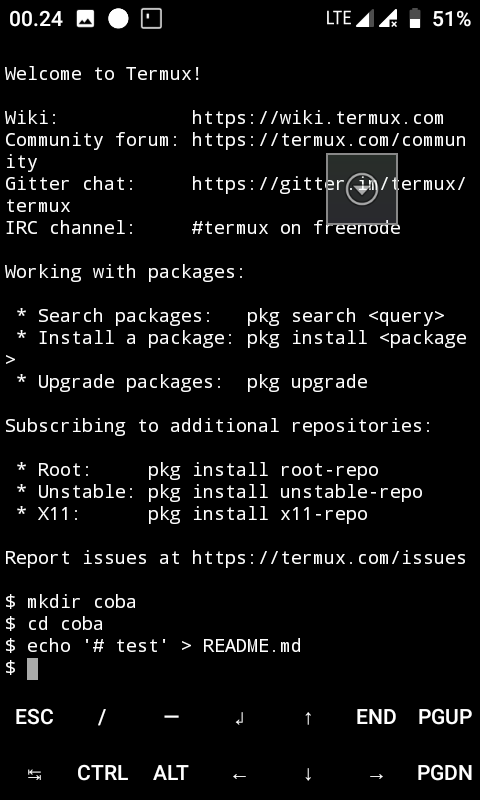 00.24 LTE 51%
Welcome to Termux!
Wiki: https://wiki.termux.com
Community forum: https://termux.com/commun
ity
Gitter chat: https://gitter.im/termux/
termux
IRC channel: #termux on freenode
Working with packages:
* Search packages: pkg search <query>
* Install a package: pkg install <package
>
* Upgrade packages: pkg upgrade
Subscribing to additional repositories:
* Root: pkg install root-repo
* Unstable: pkg install unstable-repo
* X11: pkg install x11-repo
Report issues at https://termux.com/issues
$ mkdir coba
$ cd coba
$ echo '# test' > README.md
$
ESC / — ↲ ↑ END PGUP
↹ CTRL ALT ← ↓ → PGDN